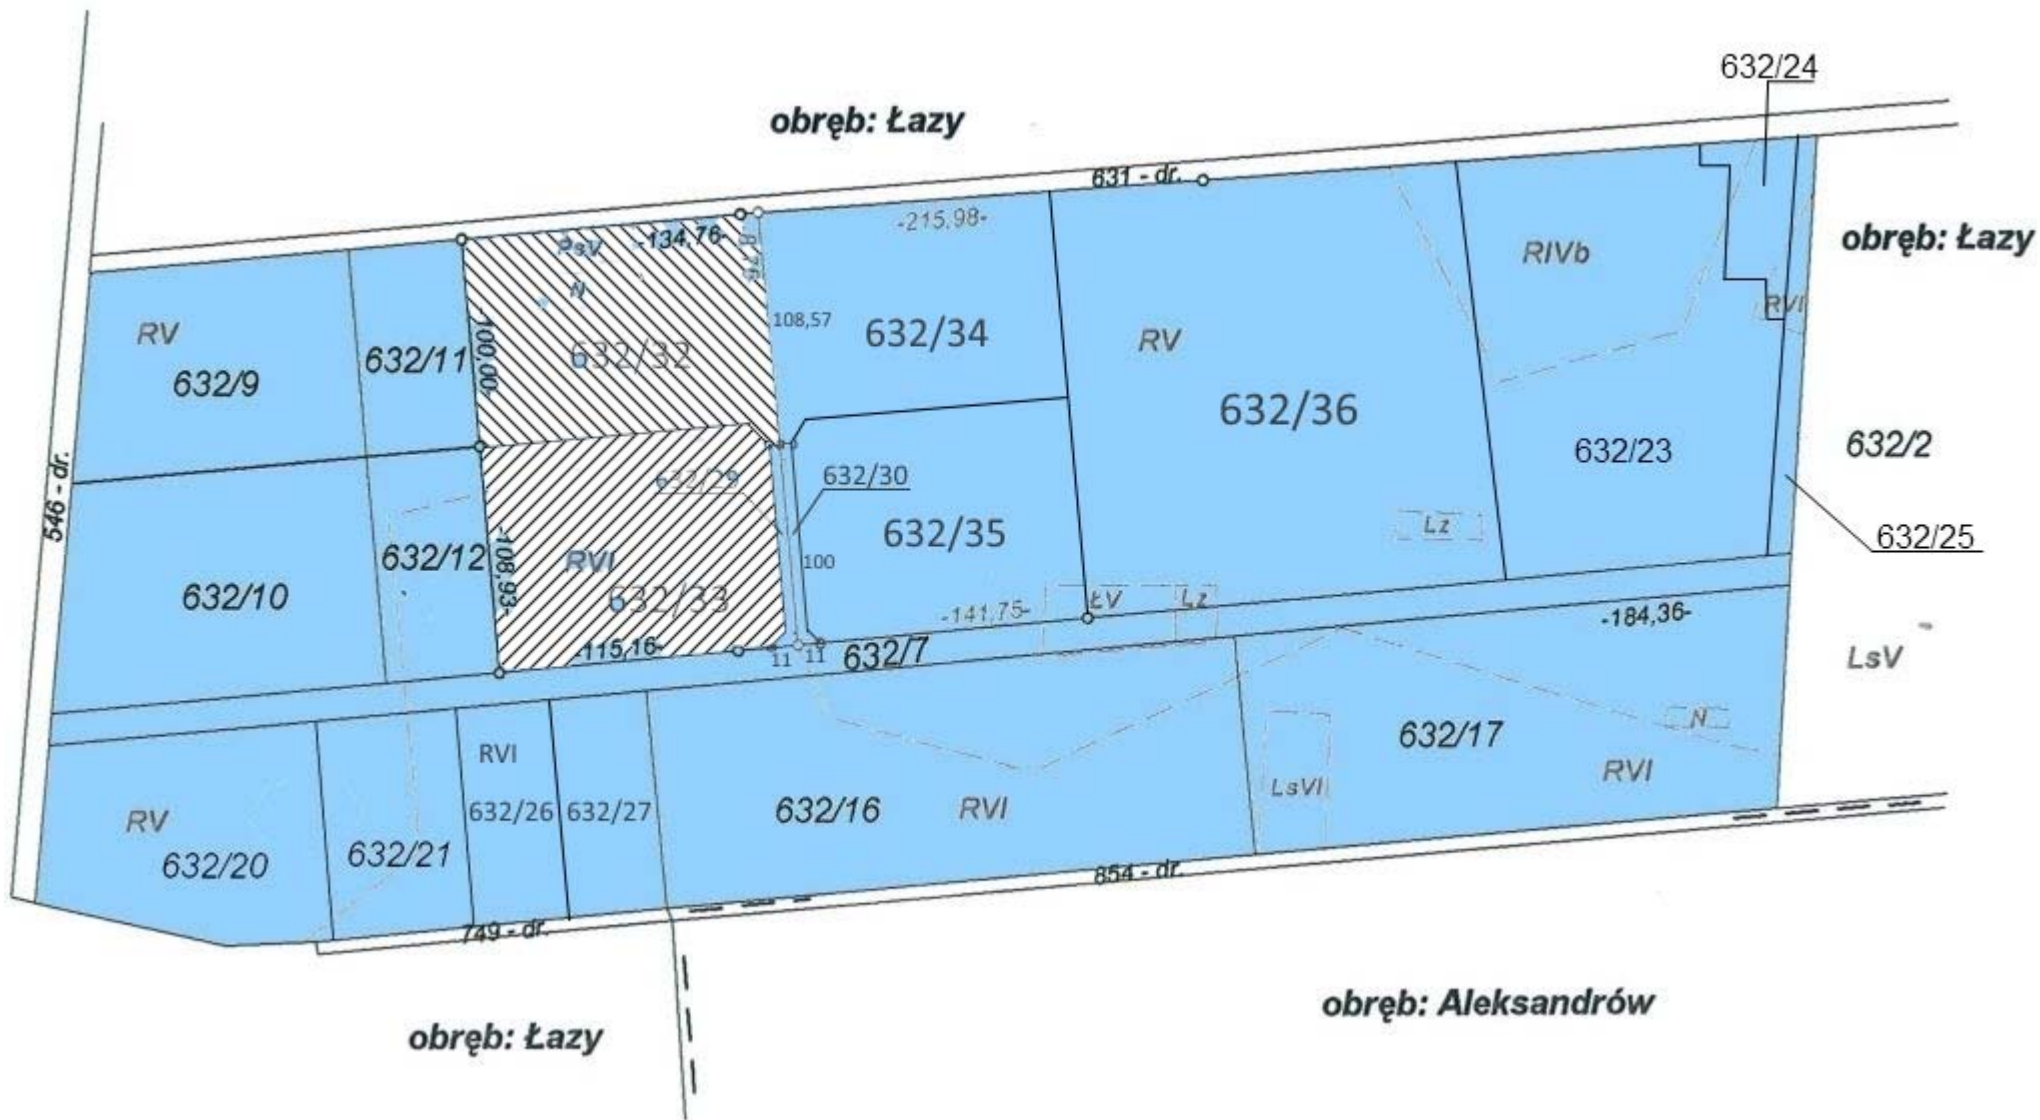 632/24
obręb: Łazy
631 - dr.
-215,98-
-134,76-
PsV
N
8,76
obręb: Łazy
RIVb
RVI
RV
632/9
632/11
-100,00-
632/32
108,57
632/34
RV
632/36
632/23
632/2
546 - dr.
632/29
632/30
632/35
Lz
632/25
632/10
632/12
-108,93-
RVI
632/33
100
-115,16-
11
11
632/7
-141,75-
ŁV
Lz
-184,36-
LsV
RV
632/20
632/21
RVI
632/26
632/27
632/16
RVI
LsVI
632/17
N
RVI
749 - dr.
854 - dr.
obręb: Łazy
obręb: Aleksandrów